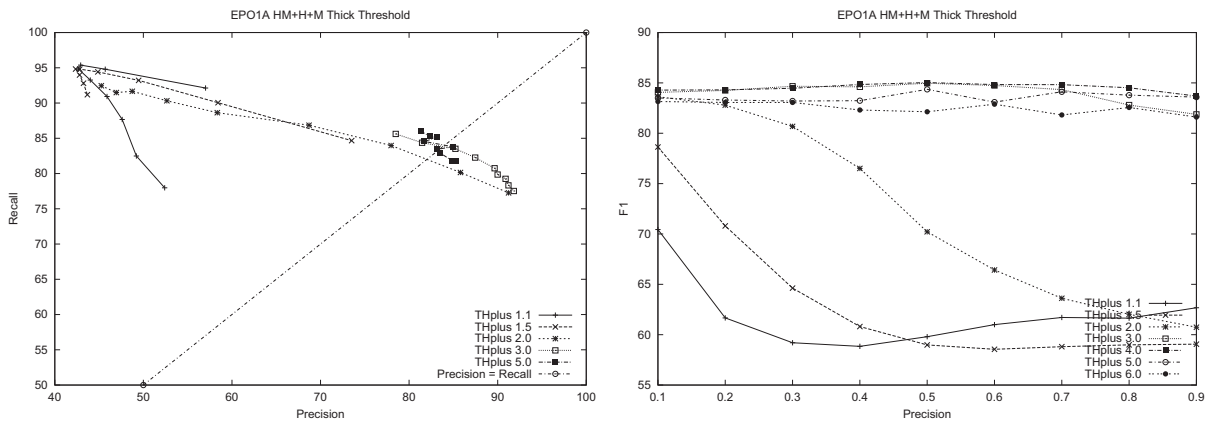 EPO1A HM+H+M Thick Threshold
100
95
90
85
80
75
70
65
60
55
50
Recall
40
50
60
70
80
90
100
Precision
THplus 1.1
THplus 1.5
THplus 2.0
THplus 3.0
THplus 5.0
Precision = Recall
EPO1A HM+H+M Thick Threshold
90
85
80
75
70
65
60
55
F1
0.1
0.2
0.3
0.4
0.5
0.6
0.7
0.8
0.9
Precision
THplus 1.1
THplus 1.5
THplus 2.0
THplus 3.0
THplus 4.0
THplus 5.0
THplus 6.0